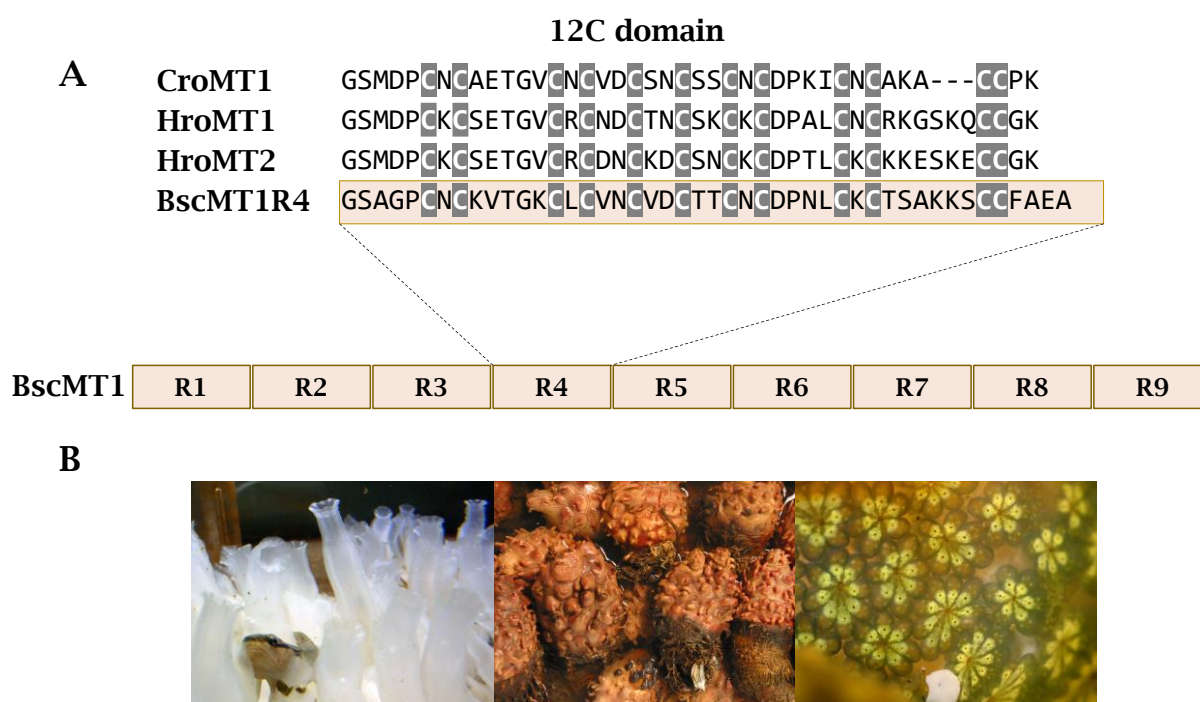 12C domain
A
CroMT1 GSMDPCNCAETGVCNCVDCSNCSSCNCDPKICNCAKA---CCPK
HroMT1 GSMDPCKCSETGVCRCNDCTNCSKCKCDPALCNCRKGSKQCCGK
HroMT2 GSMDPCKCSETGVCRCDNCKDCSNCKCDPTLCKCKKESKECCGK
BscMT1R4 GSAGPCNCKVTGKCLCVNCVDCTTCNCDPNLCKCTSAKKSCCFAEA
BscMT1 R1 R2 R3 R4 R5 R6 R7 R8 R9
B